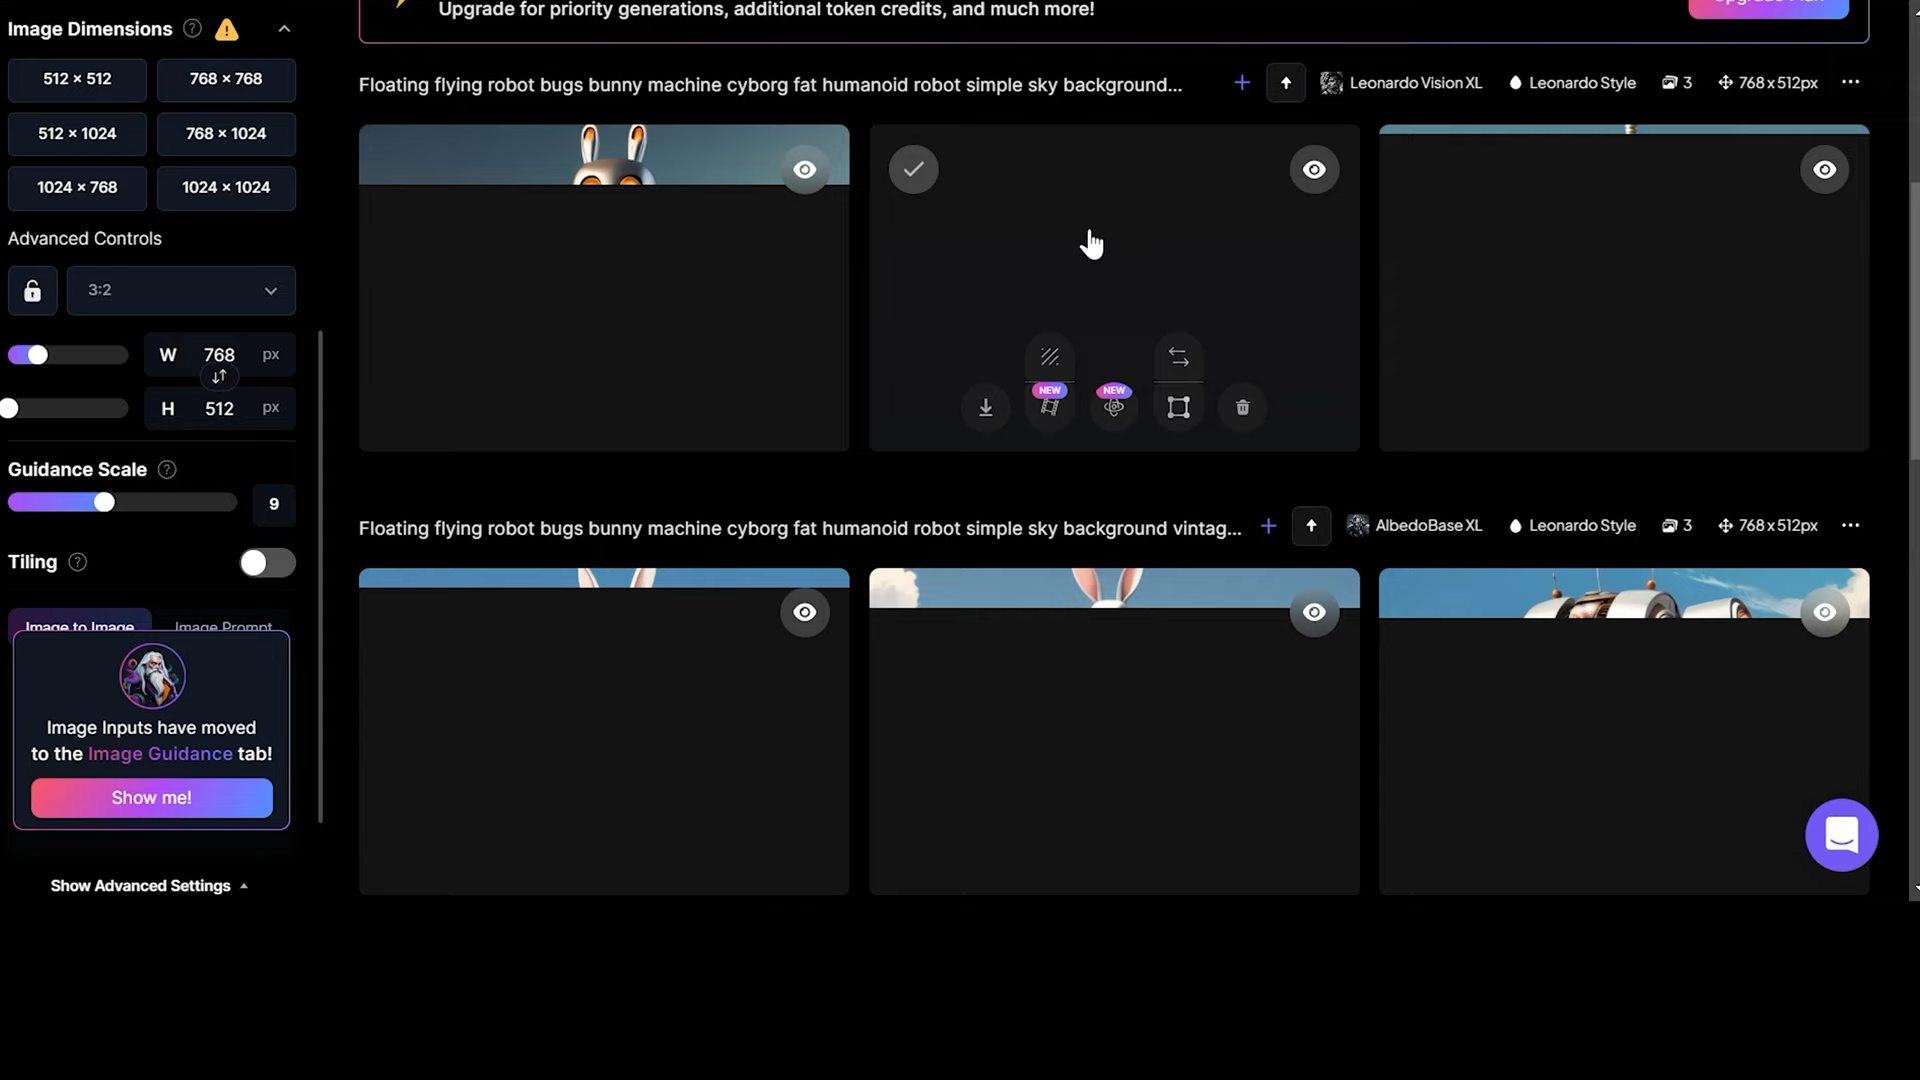 Image Dimensions
512 × 512
768 × 768
512 × 1024
768 × 1024
1024 × 768
1024 × 1024
Advanced Controls
3:2
W 768 px
H 512 px
Guidance Scale
9
Tiling
Image to Image
Image Prompt
Image Inputs have moved
to the Image Guidance tab!
Show me!
Show Advanced Settings
Upgrade for priority generations, additional token credits, and much more!
Floating flying robot bugs bunny machine cyborg fat humanoid robot simple sky background...
Leonardo Vision XL
Leonardo Style
3
768x512px
NEW
NEW
Floating flying robot bugs bunny machine cyborg fat humanoid robot simple sky background vintag...
AlbedoBase XL
Leonardo Style
3
768x512px